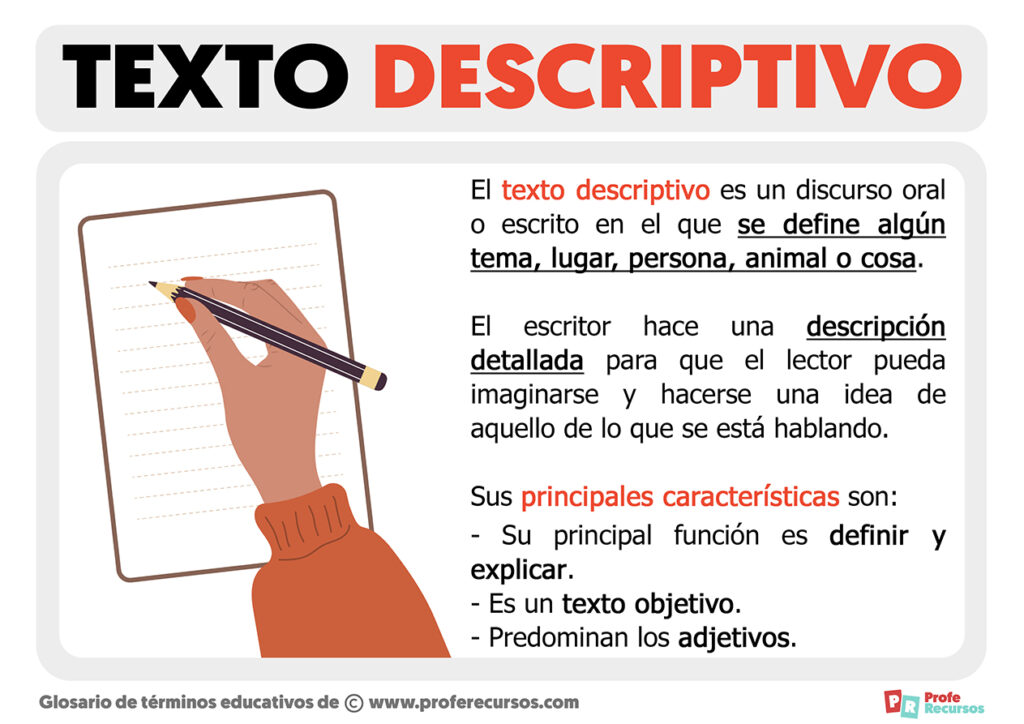 TEXTO DESCRIPTIVO
El texto descriptivo es un discurso oral
o escrito en el que se define algún
tema, lugar, persona, animal o cosa.
El escritor hace una descripción
detallada para que el lector pueda
imaginarse y hacerse una idea de
aquello de lo que se está hablando.
Sus principales características son:
- Su principal función es definir y
explicar.
- Es un texto objetivo.
- Predominan los adjetivos.
Glosario de términos educativos de © www.proferecursos.com
PR Profe
Recursos